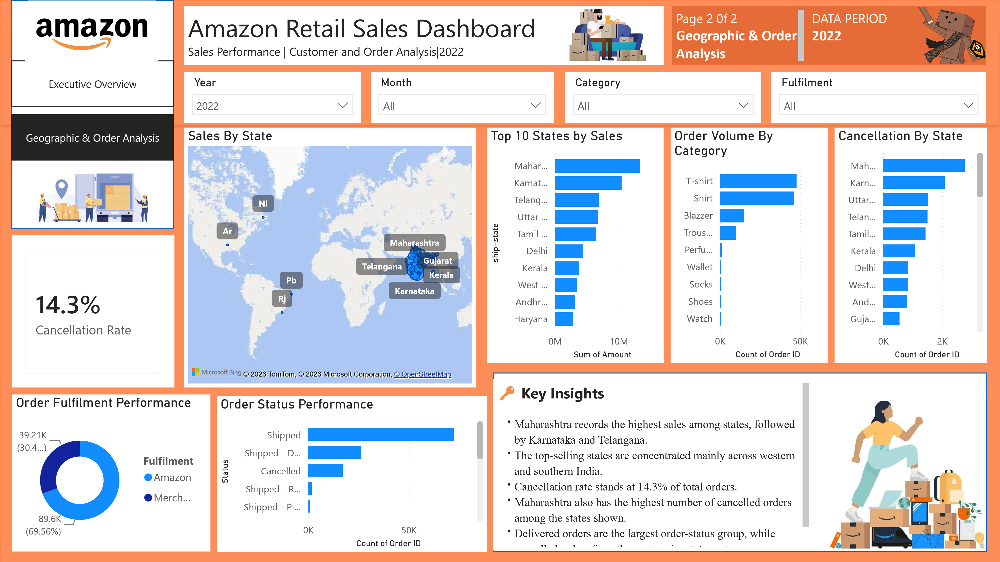 amazon
Executive Overview
Geographic & Order Analysis
Amazon Retail Sales Dashboard
Sales Performance | Customer and Order Analysis|2022
Page 2 0f 2
Geographic & Order
Analysis
DATA PERIOD
2022
Year
2022
Month
All
Category
All
Fulfilment
All
14.3%
Cancellation Rate
Sales By State
Nl
Ar
Pb
Rj
Maharashtra
Gujarat
Telangana
Kerala
Karnataka
Microsoft Bing
© 2026 TomTom, © 2026 Microsoft Corporation, © OpenStreetMap
Top 10 States by Sales
ship-state
Mahar...
Karnat...
Telang...
Uttar ...
Tamil ...
Delhi
Kerala
West ...
Andhr...
Haryana
0M
10M
Sum of Amount
Order Volume By
Category
T-shirt
Shirt
Blazzer
Trous...
Perfu...
Wallet
Socks
Shoes
Watch
0K
50K
Count of Order ID
Cancellation By State
Mah...
Karn...
Uttar...
Telan...
Tamil...
Kerala
Delhi
West...
And...
Guja...
0K
2K
Count of Order ID
Order Fulfilment Performance
39.21K
(30.4...)
89.6K
(69.56%)
Fulfilment
Amazon
Merch...
Order Status Performance
Status
Shipped
Shipped - D...
Cancelled
Shipped - R...
Shipped - Pi...
0K
50K
Count of Order ID
Key Insights
• Maharashtra records the highest sales among states, followed
by Karnataka and Telangana.
• The top-selling states are concentrated mainly across western
and southern India.
• Cancellation rate stands at 14.3% of total orders.
• Maharashtra also has the highest number of cancelled orders
among the states shown.
• Delivered orders are the largest order-status group, while